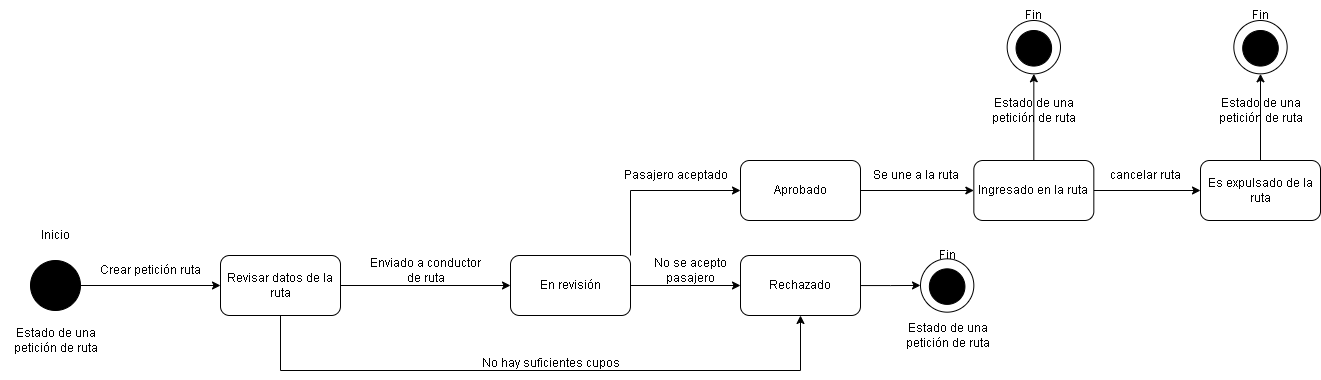 Fin
Fin
Estado de una
petición de ruta
Estado de una
petición de ruta
Pasajero aceptado
Aprobado
Se une a la ruta
Ingresado en la ruta
cancelar ruta
Es expulsado de la
ruta
Inicio
Crear petición ruta
Revisar datos de la
ruta
Enviado a conductor
de ruta
En revisión
No se acepto
pasajero
Rechazado
Fin
Estado de una
petición de ruta
Estado de una
petición de ruta
No hay suficientes cupos